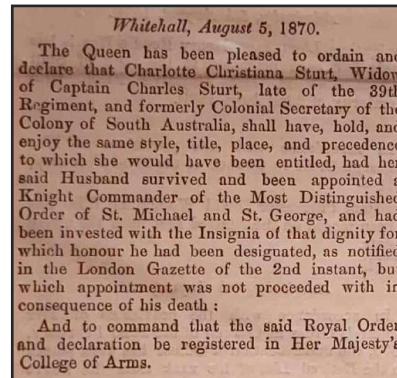 Whitehall, August 5, 1870.
The Queen has been pleased to ordain and
declare that Charlotte Christiana Sturt, Widow
of Captain Charles Sturt, late of the 39th
Regiment, and formerly Colonial Secretary of the
Colony of South Australia, shall have, hold, and
enjoy the same style, title, place, and precedence
to which she would have been entitled, had her
said Husband survived and been appointed a
Knight Commander of the Most Distinguished
Order of St. Michael and St. George, and had
been invested with the Insignia of that dignity for
which honour he had been designated, as notified
in the London Gazette of the 2nd instant, but
which appointment was not proceeded with in
consequence of his death :
And to command that the said Royal Order
and declaration be registered in Her Majesty's
College of Arms.